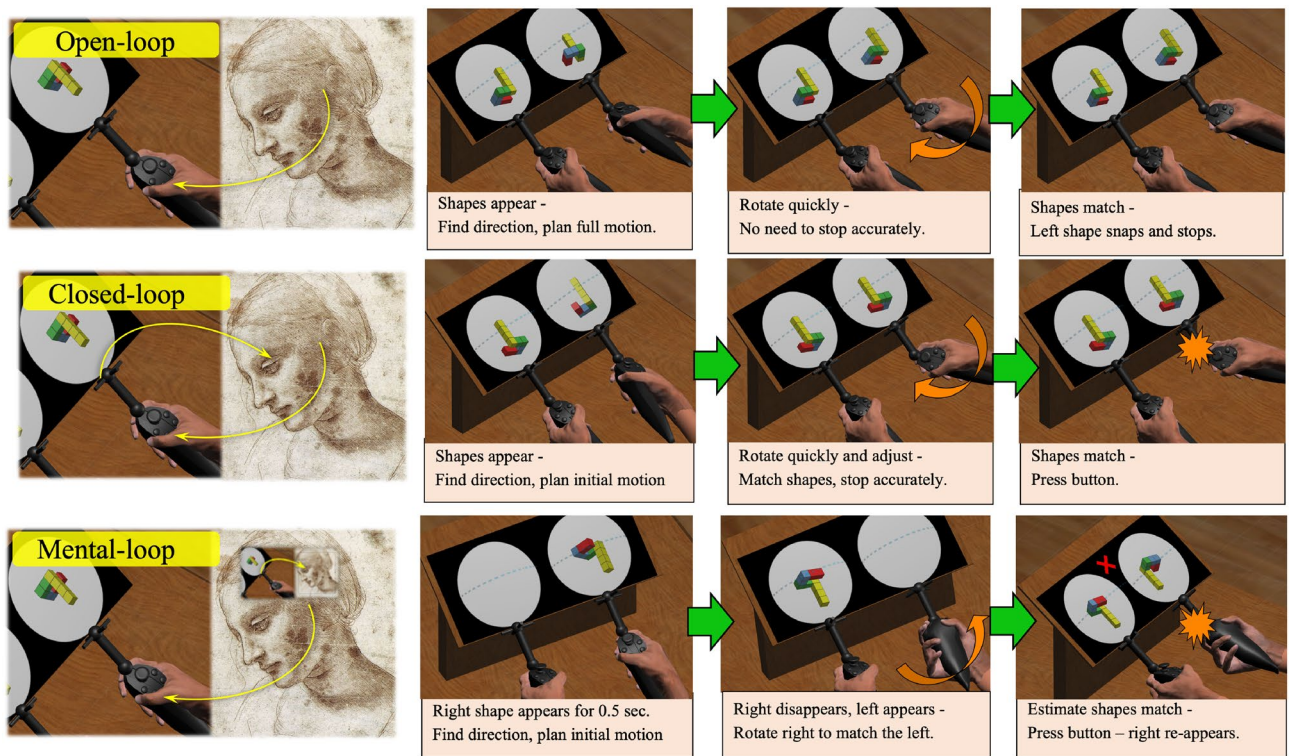 Open-loop
Shapes appear -
Find direction, plan full motion.
Rotate quickly -
No need to stop accurately.
Shapes match -
Left shape snaps and stops.
Closed-loop
Shapes appear -
Find direction, plan initial motion
Rotate quickly and adjust -
Match shapes, stop accurately.
Shapes match -
Press button.
Mental-loop
Right shape appears for 0.5 sec.
Find direction, plan initial motion
Right disappears, left appears -
Rotate right to match the left.
Estimate shapes match -
Press button – right re-appears.